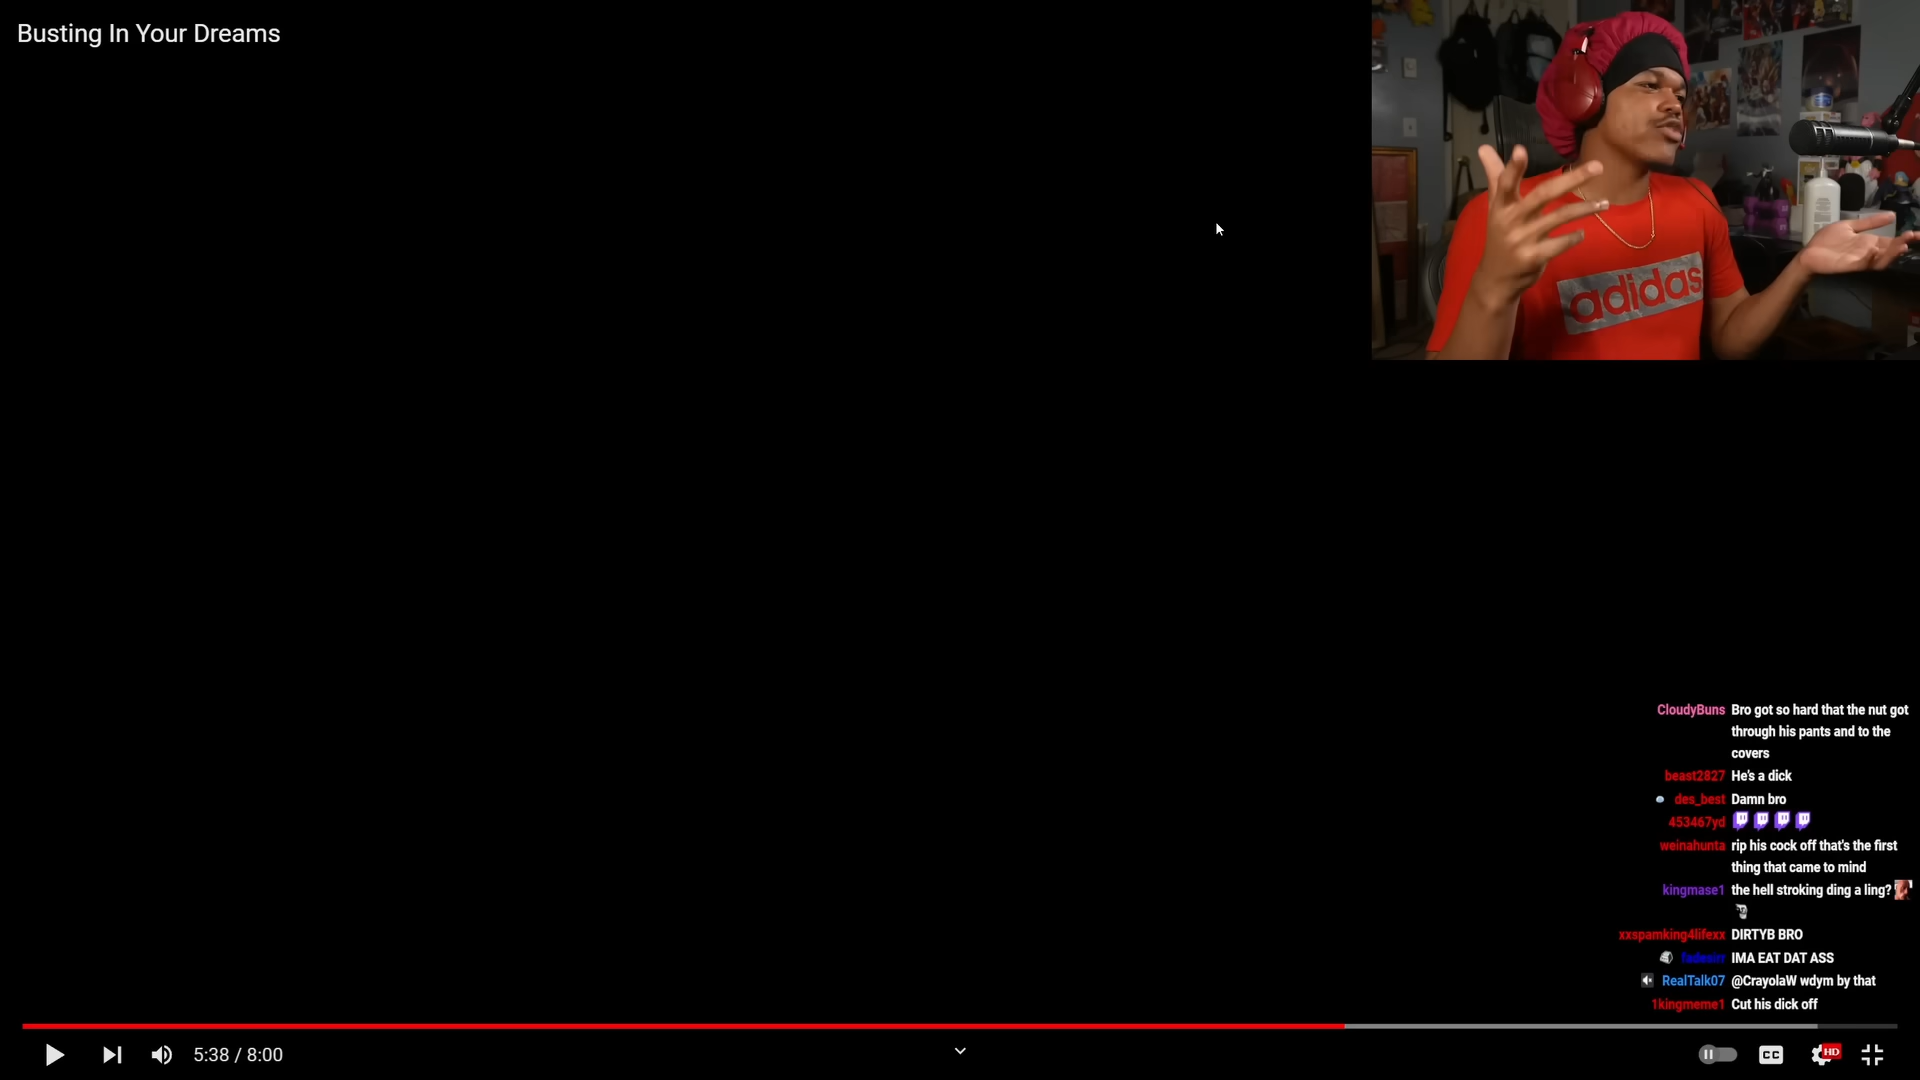 Busting In Your Dreams
adidas
CloudyBuns Bro got so hard that the nut got
through his pants and to the
covers
beast2827 He's a dick
des_best Damn bro
453467yd
weinahunta rip his cock off that's the first
thing that came to mind
kingmase1 the hell stroking ding a ling?
xxspamking4lifexx DIRTYB BRO
IMA EAT DAT ASS
RealTalk07 @CrayolaW wdym by that
1kingmeme1 Cut his dick off
5:38 / 8:00
CC
HD